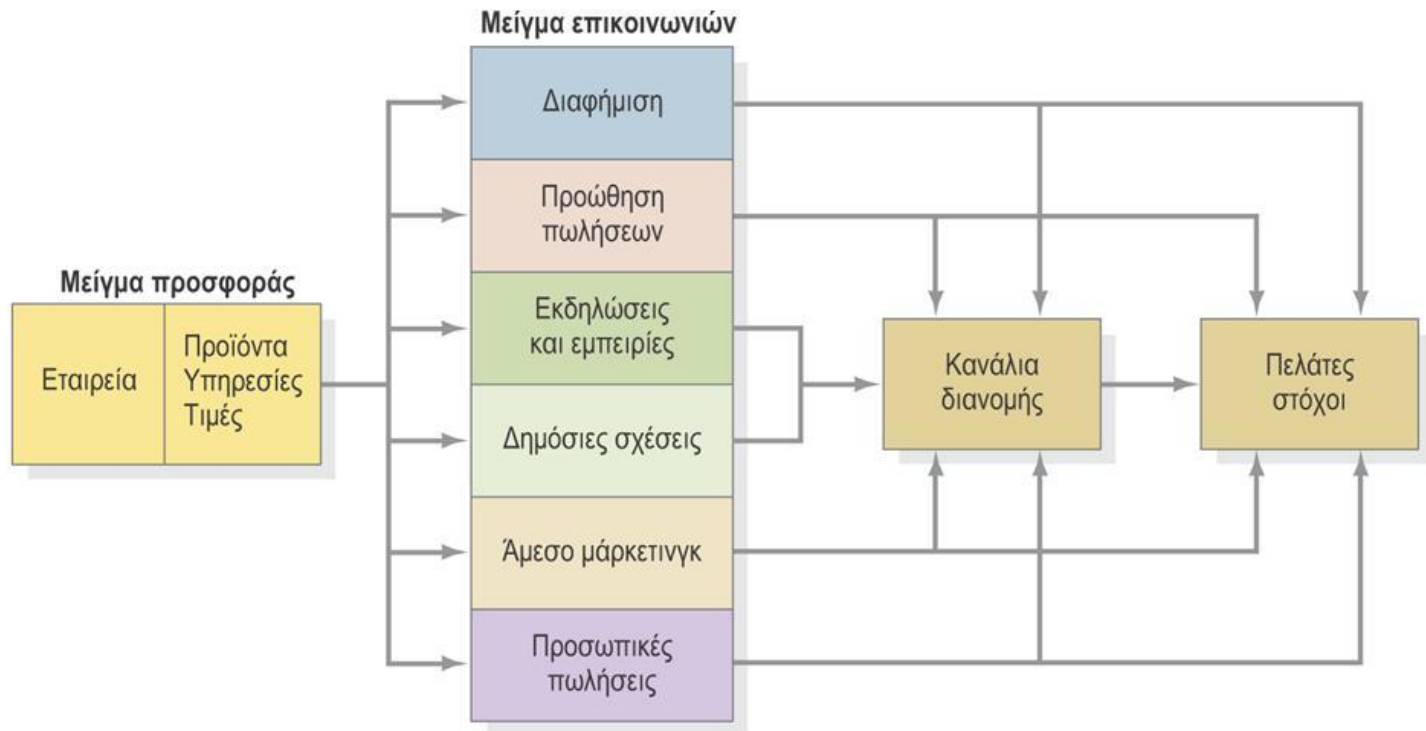 Μείγμα επικοινωνιών
Διαφήμιση
Προώθηση
πωλήσεων
Μείγμα προσφοράς
Εταιρεία
Προϊόντα
Υπηρεσίες
Τιμές
Εκδηλώσεις
και εμπειρίες
Δημόσιες σχέσεις
Άμεσο μάρκετινγκ
Προσωπικές
πωλήσεις
Κανάλια
διανομής
Πελάτες
στόχοι